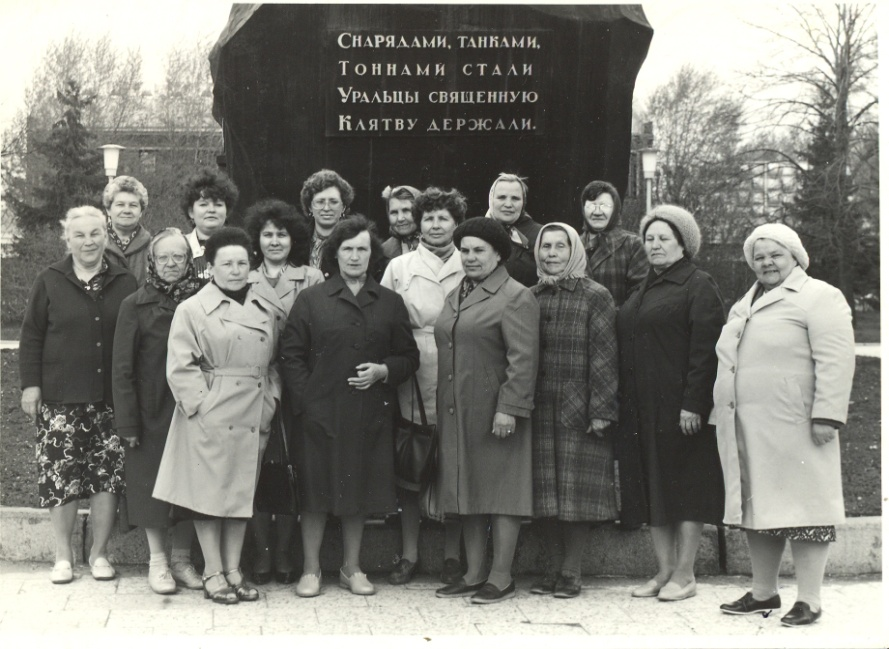 Снарядами, танками,
Тоннами стали
Уральцы священную
Клятву держали.